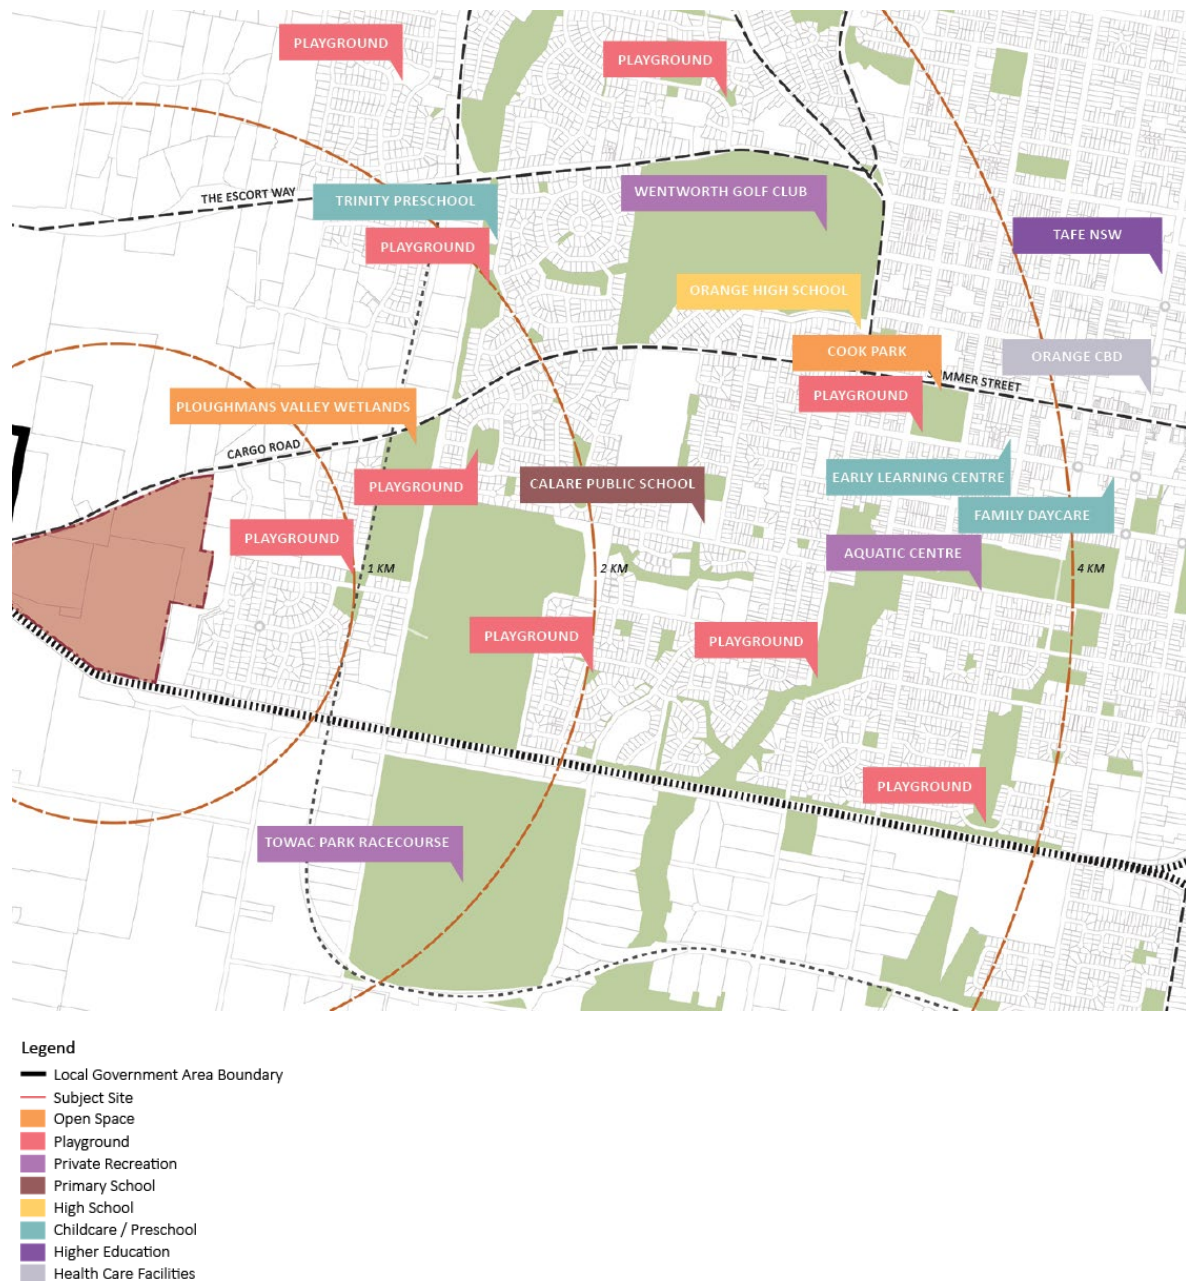 PLAYGROUND
PLAYGROUND
THE ESCORT WAY
TRINITY PRESCHOOL
WENTWORTH GOLF CLUB
PLAYGROUND
TAFE NSW
ORANGE HIGH SCHOOL
COOK PARK
ORANGE CBD
SUMMER STREET
PLAYGROUND
PLOUGHMANS VALLEY WETLANDS
CARGO ROAD
PLAYGROUND
CALARE PUBLIC SCHOOL
EARLY LEARNING CENTRE
FAMILY DAYCARE
PLAYGROUND
AQUATIC CENTRE
1 KM
2 KM
4 KM
PLAYGROUND
PLAYGROUND
PLAYGROUND
TOWAC PARK RACECOURSE
Legend
Local Government Area Boundary
Subject Site
Open Space
Playground
Private Recreation
Primary School
High School
Childcare / Preschool
Higher Education
Health Care Facilities